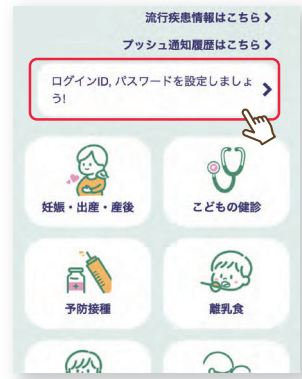 流行疾患情報はこちら
プッシュ通知履歴はこちら
ログインID, パスワードを設定しましょ
う!
妊娠・出産・産後
こどもの健診
予防接種
離乳食